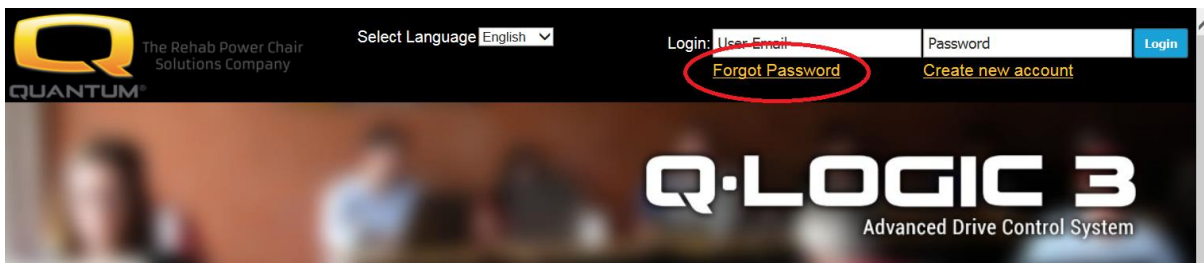 The Rehab Power Chair
Solutions Company
QUANTUM®
Select Language English
Login: User Email Password Login
Forgot Password Create new account
Q·LOGIC 3
Advanced Drive Control System